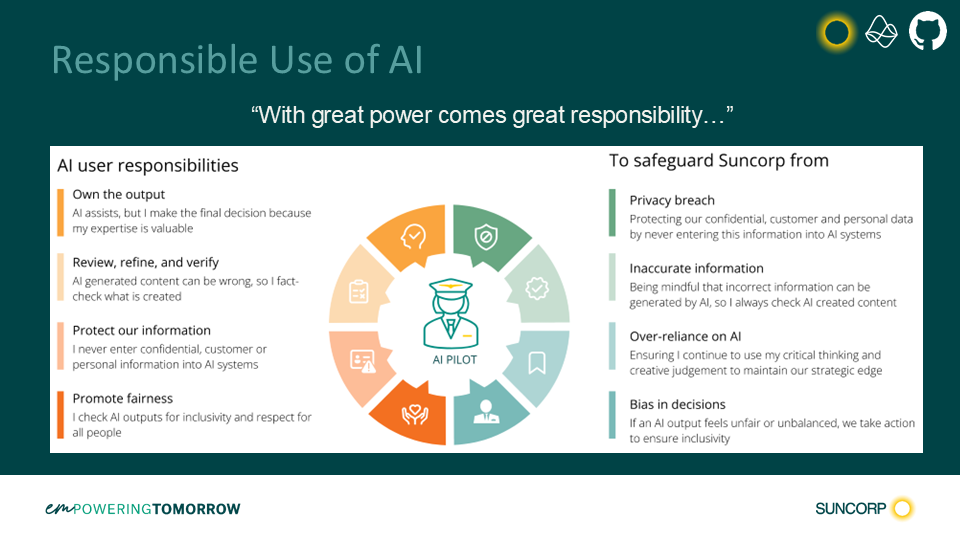 Responsible Use of AI
“With great power comes great responsibility…”
AI user responsibilities
Own the output
AI assists, but I make the final decision because
my expertise is valuable
Review, refine, and verify
AI generated content can be wrong, so I fact-
check what is created
Protect our information
I never enter confidential, customer or
personal information into AI systems
Promote fairness
I check AI outputs for inclusivity and respect for
all people
AI PILOT
To safeguard Suncorp from
Privacy breach
Protecting our confidential, customer and personal data
by never entering this information into AI systems
Inaccurate information
Being mindful that incorrect information can be
generated by AI, so I always check AI created content
Over-reliance on AI
Ensuring I continue to use my critical thinking and
creative judgement to maintain our strategic edge
Bias in decisions
If an AI output feels unfair or unbalanced, we take action
to ensure inclusivity
emPOWERINGTOMORROW
SUNCORP